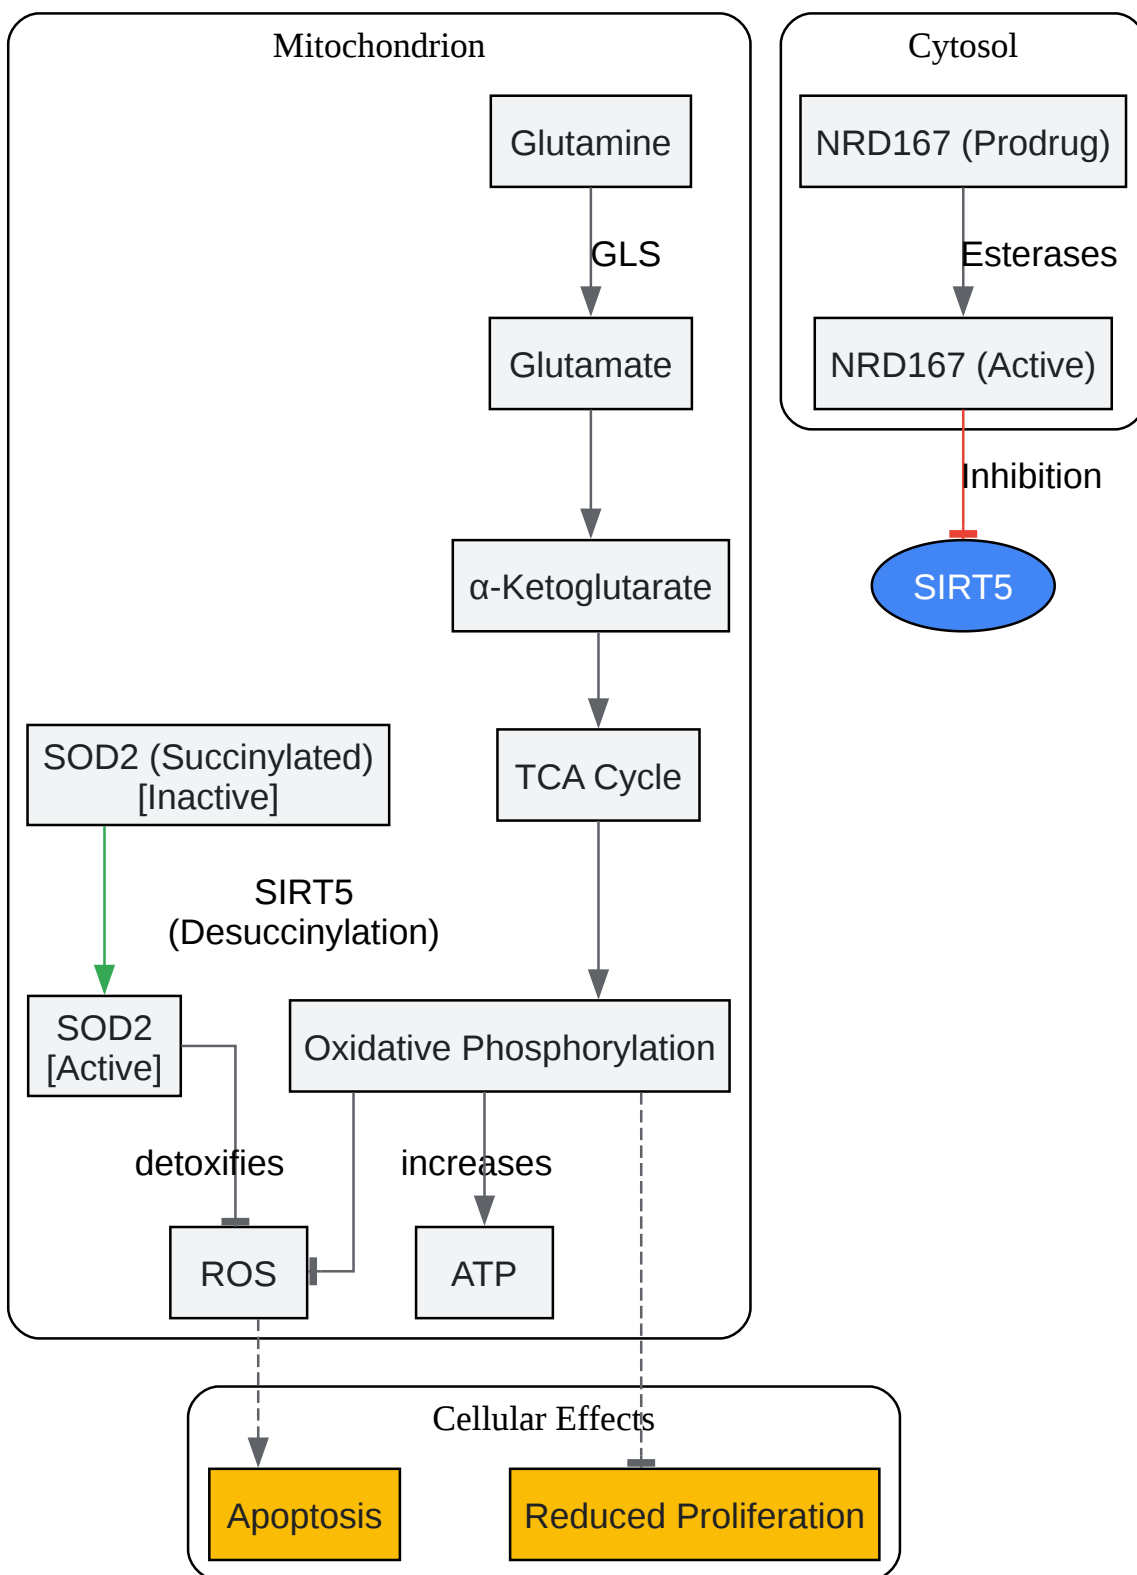 Mitochondrion
Cytosol
Glutamine
NRD167 (Prodrug)
GLS
Esterases
Glutamate
NRD167 (Active)
Inhibition
α-Ketoglutarate
SIRT5
SOD2 (Succinylated)
[Inactive]
TCA Cycle
SIRT5
(Desuccinylation)
SOD2
[Active]
Oxidative Phosphorylation
detoxifies
increases
ROS
ATP
Cellular Effects
Apoptosis
Reduced Proliferation